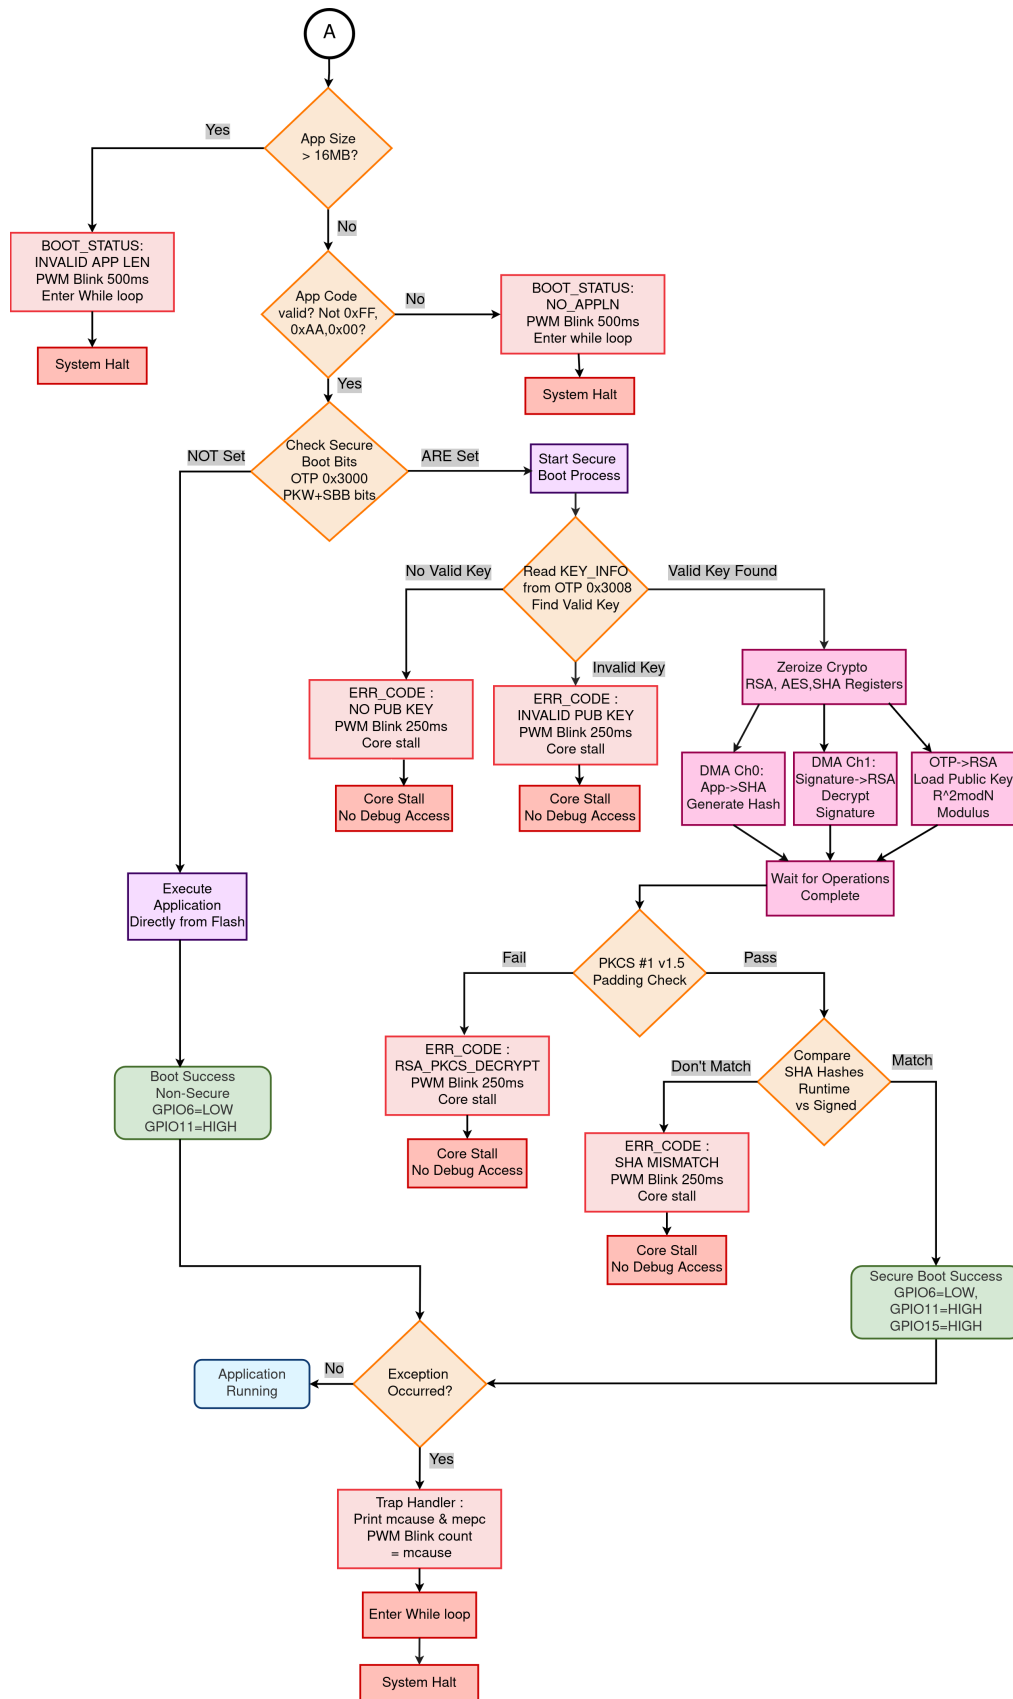 A
App Size
> 16MB?
Yes
No
BOOT_STATUS:
INVALID APP LEN
PWM Blink 500ms
Enter While loop
System Halt
App Code
valid? Not 0xFF,
0xAA,0x00?
No
BOOT_STATUS:
NO_APPLN
PWM Blink 500ms
Enter while loop
System Halt
Yes
Check Secure
Boot Bits
OTP 0x3000
PKW+SBB bits
NOT Set
ARE Set
Start Secure
Boot Process
Read KEY_INFO
from OTP 0x3008
Find Valid Key
No Valid Key
Valid Key Found
Invalid Key
ERR_CODE :
NO PUB KEY
PWM Blink 250ms
Core stall
Core Stall
No Debug Access
ERR_CODE :
INVALID PUB KEY
PWM Blink 250ms
Core stall
Core Stall
No Debug Access
Zeroize Crypto
RSA, AES,SHA Registers
DMA Ch0:
App->SHA
Generate Hash
DMA Ch1:
Signature->RSA
Decrypt
Signature
OTP->RSA
Load Public Key
R^2modN
Modulus
Wait for Operations
Complete
Execute
Application
Directly from Flash
PKCS #1 v1.5
Padding Check
Fail
Pass
ERR_CODE :
RSA_PKCS_DECRYPT
PWM Blink 250ms
Core stall
Core Stall
No Debug Access
Compare
SHA Hashes
Runtime
vs Signed
Don't Match
Match
ERR_CODE :
SHA MISMATCH
PWM Blink 250ms
Core stall
Core Stall
No Debug Access
Boot Success
Non-Secure
GPIO6=LOW
GPIO11=HIGH
Secure Boot Success
GPIO6=LOW,
GPIO11=HIGH
GPIO15=HIGH
Exception
Occurred?
No
Application
Running
Yes
Trap Handler :
Print mcause & mepc
PWM Blink count
= mcause
Enter While loop
System Halt